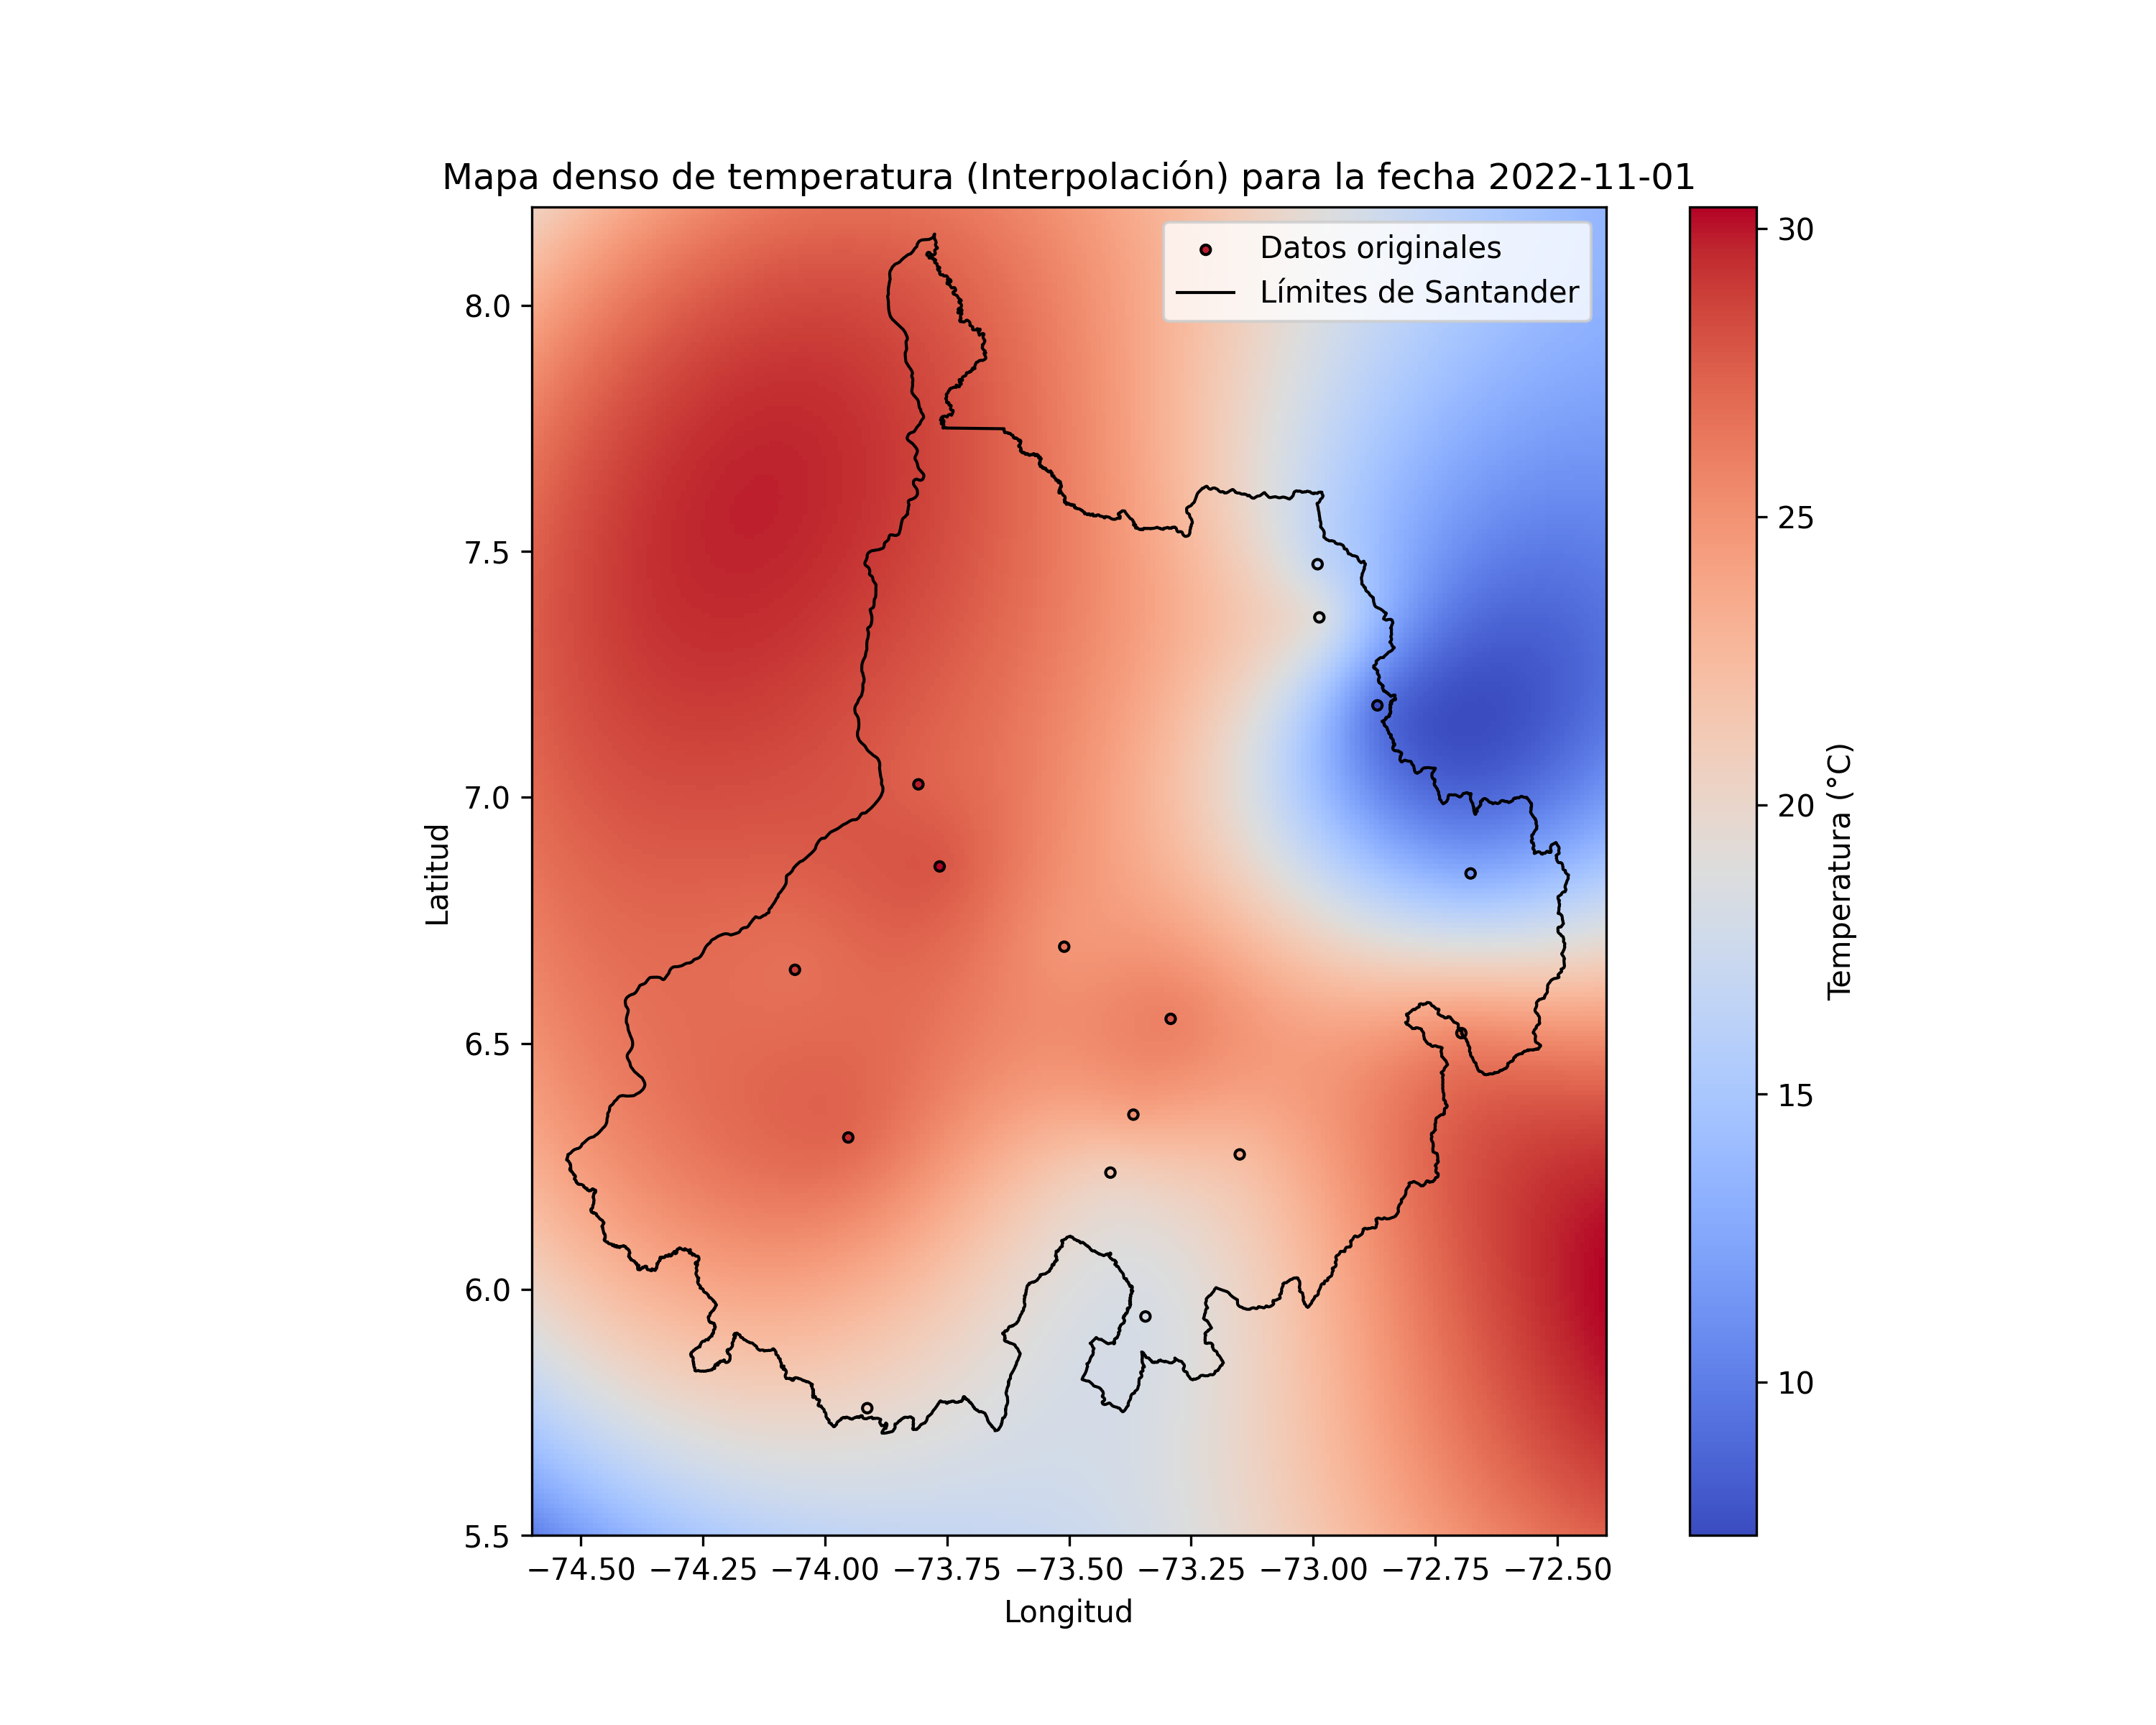 Mapa denso de temperatura (Interpolación) para la fecha 2022-11-01
Datos originales
Límites de Santander
8.0
7.5
7.0
6.5
6.0
5.5
Latitud
−74.50 −74.25 −74.00 −73.75 −73.50 −73.25 −73.00 −72.75 −72.50
Longitud
30
25
20
15
10
Temperatura (°C)